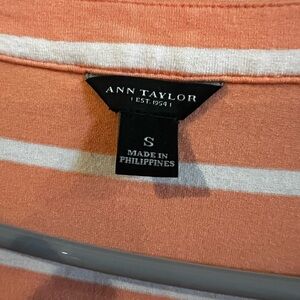 ANN TAYLOR
EST. 1954
S
MADE IN
PHILIPPINES